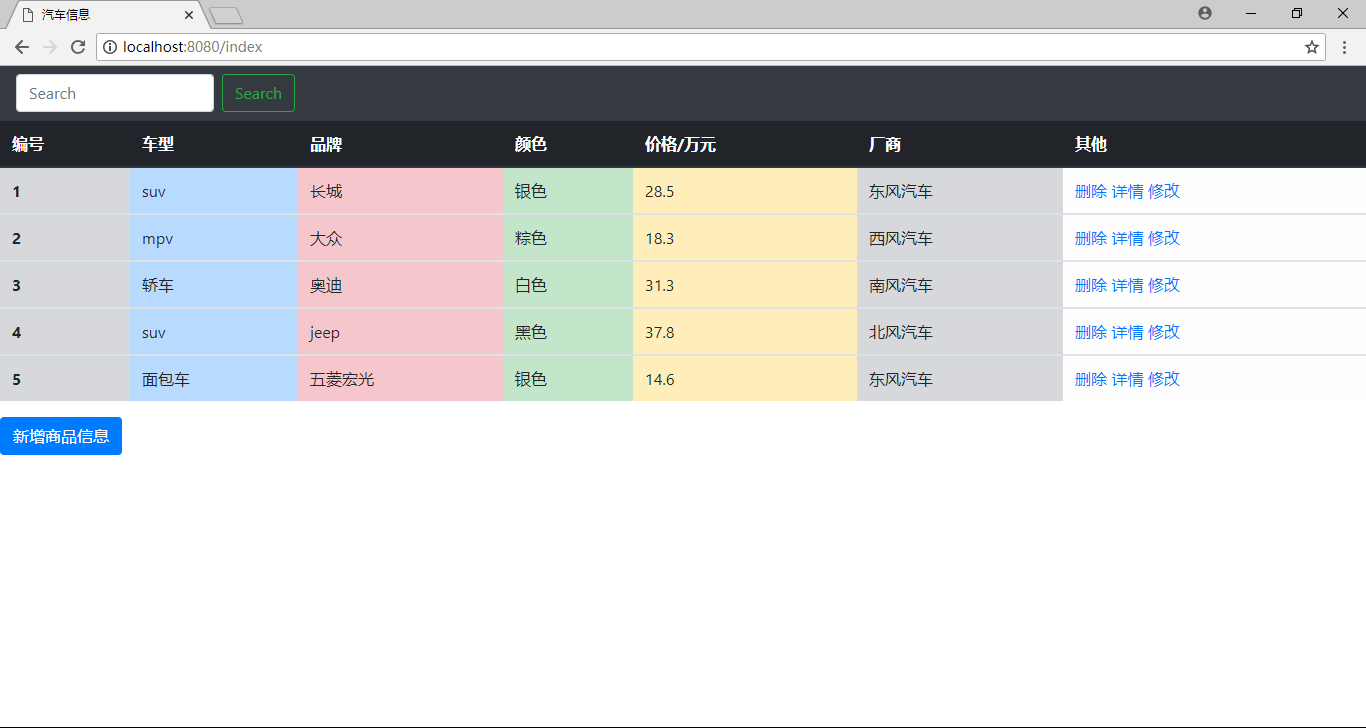 汽车信息
localhost:8080/index
Search Search
编号 车型 品牌 颜色 价格/万元 厂商 其他
1 suv 长城 银色 28.5 东风汽车 删除 详情 修改
2 mpv 大众 粽色 18.3 西风汽车 删除 详情 修改
3 轿车 奥迪 白色 31.3 南风汽车 删除 详情 修改
4 suv jeep 黑色 37.8 北风汽车 删除 详情 修改
5 面包车 五菱宏光 银色 14.6 东风汽车 删除 详情 修改
新增商品信息